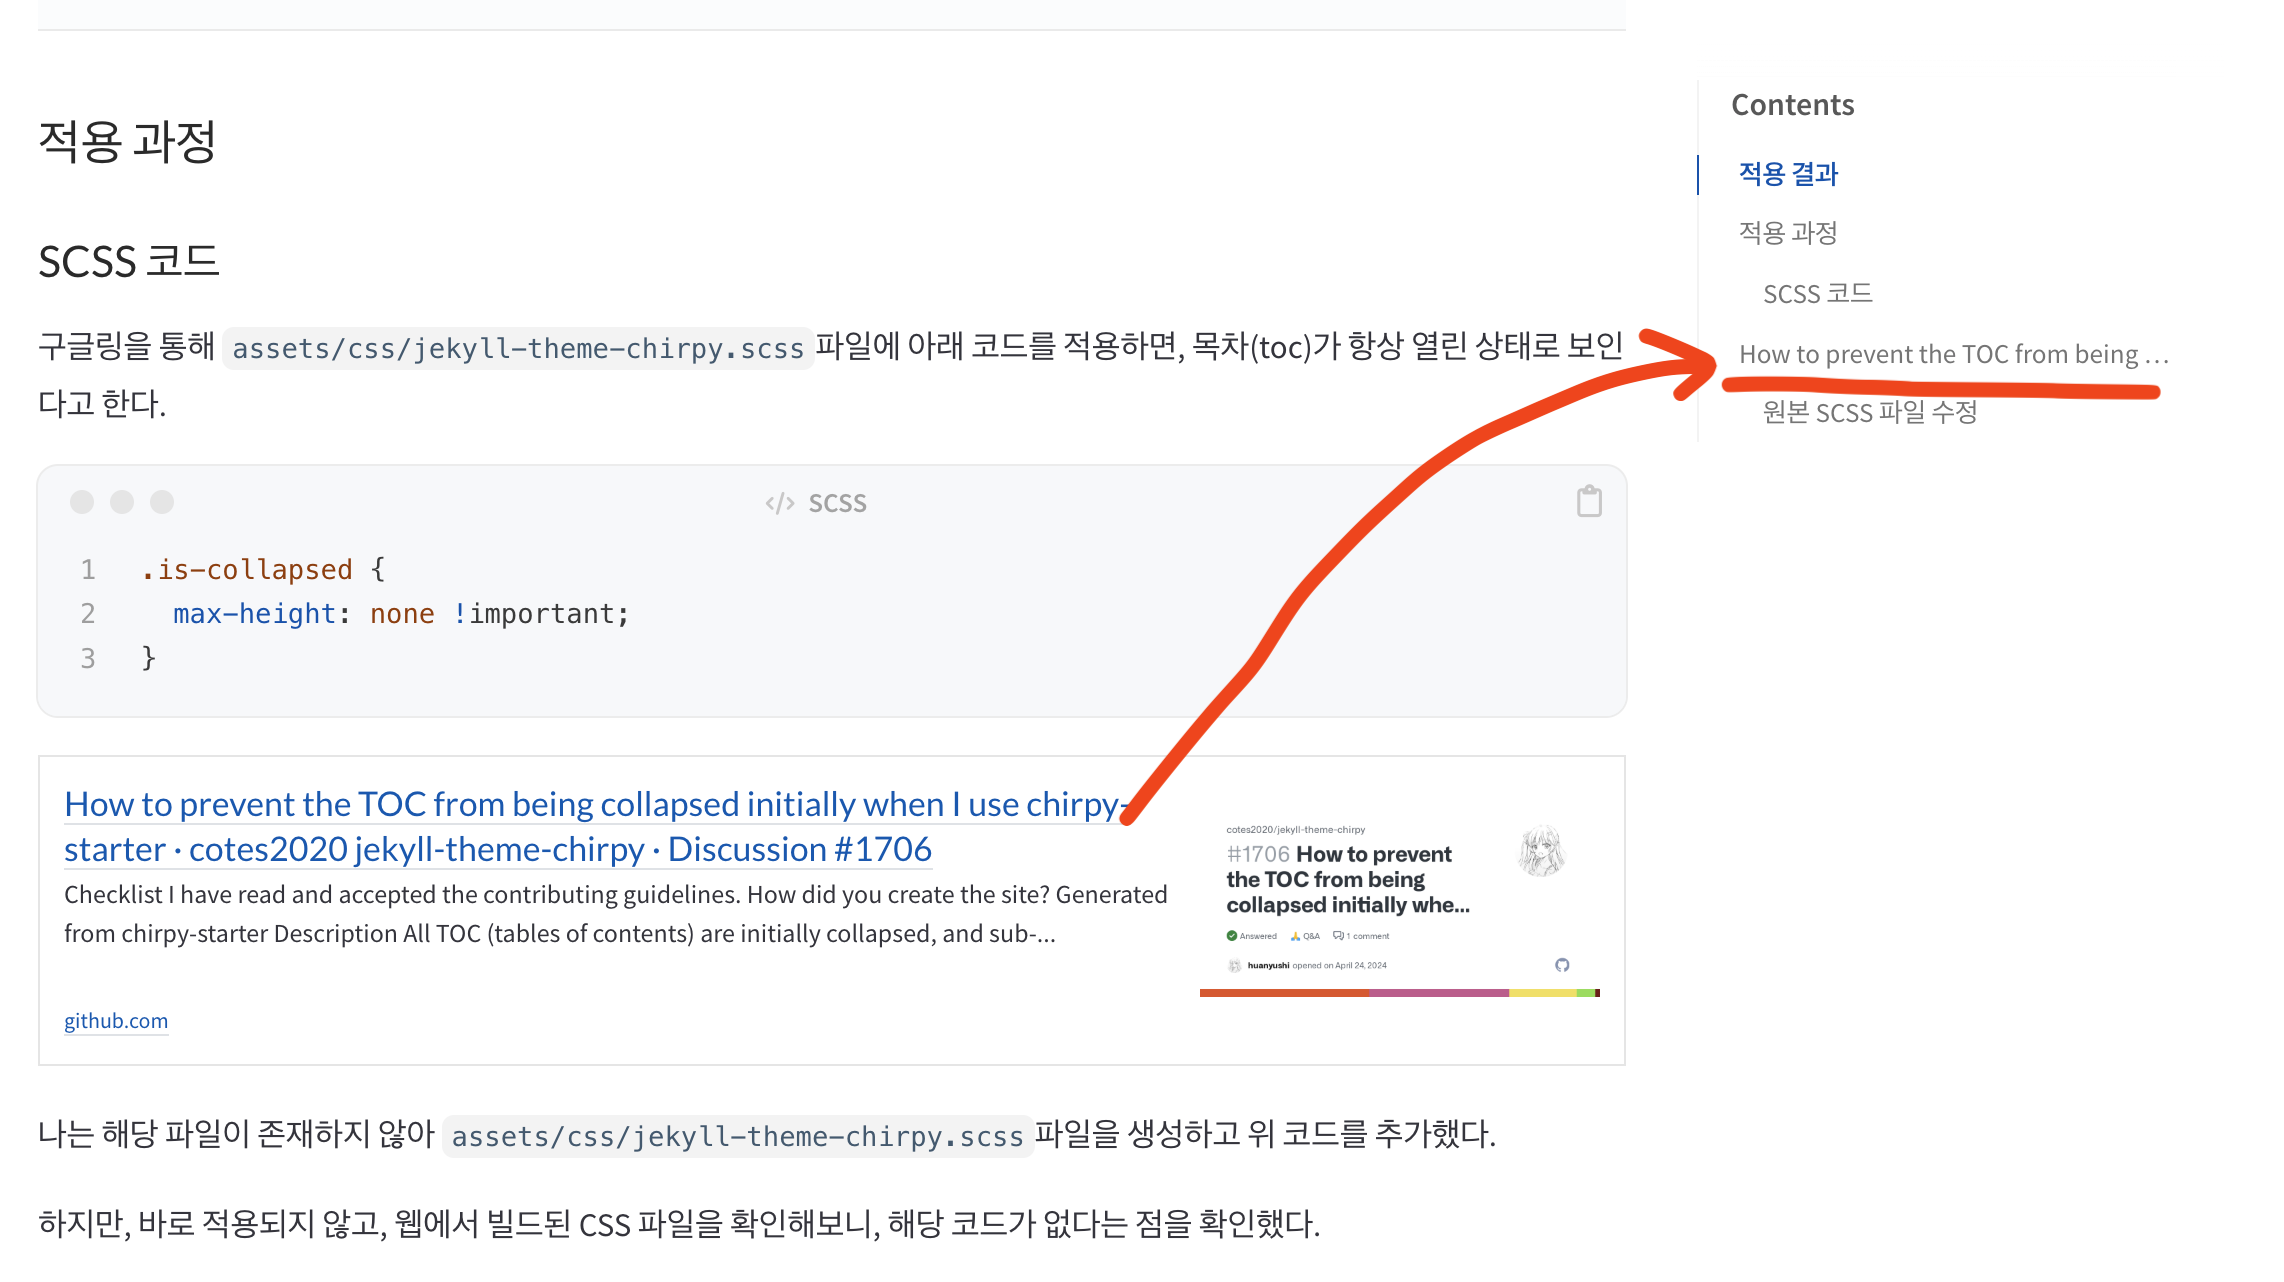 적용 과정
SCSS 코드
구글링을 통해 assets/css/jekyll-theme-chirpy.scss 파일에 아래 코드를 적용하면, 목차(toc)가 항상 열린 상태로 보인
다고 한다.
</> SCSS
1 .is-collapsed {
2 max-height: none !important;
3 }
How to prevent the TOC from being collapsed initially when I use chirpy-
starter · cotes2020 jekyll-theme-chirpy · Discussion #1706
Checklist I have read and accepted the contributing guidelines. How did you create the site? Generated
from chirpy-starter Description All TOC (tables of contents) are initially collapsed, and sub-...
github.com
cotes2020/jekyll-theme-chirpy
#1706 How to prevent
the TOC from being
collapsed initially whe...
Answered Q&A 1 comment
huanyushi opened on April 24, 2024
나는 해당 파일이 존재하지 않아 assets/css/jekyll-theme-chirpy.scss 파일을 생성하고 위 코드를 추가했다.
하지만, 바로 적용되지 않고, 웹에서 빌드된 CSS 파일을 확인해보니, 해당 코드가 없다는 점을 확인했다.
Contents
적용 결과
적용 과정
SCSS 코드
How to prevent the TOC from being ...
원본 SCSS 파일 수정